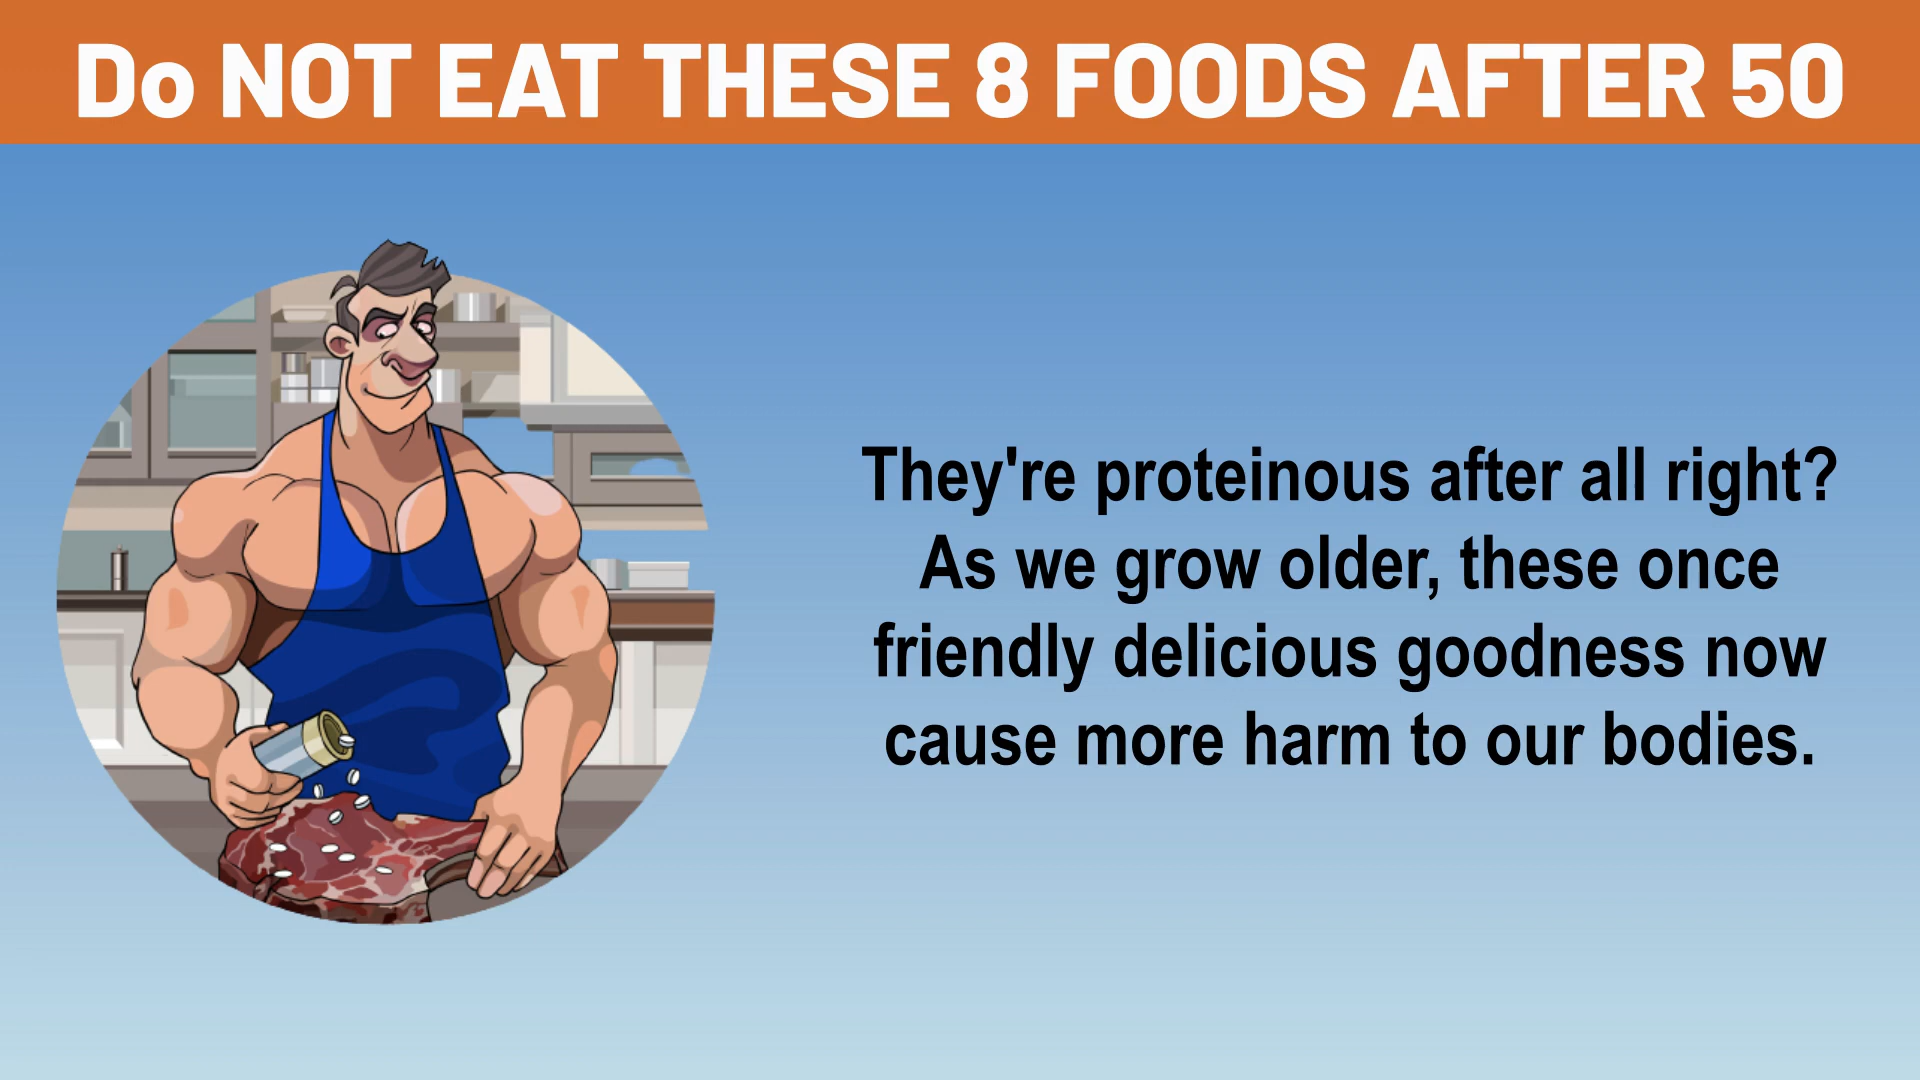 Do NOT EAT THESE 8 FOODS AFTER 50
They're proteinous after all right?
As we grow older, these once
friendly delicious goodness now
cause more harm to our bodies.